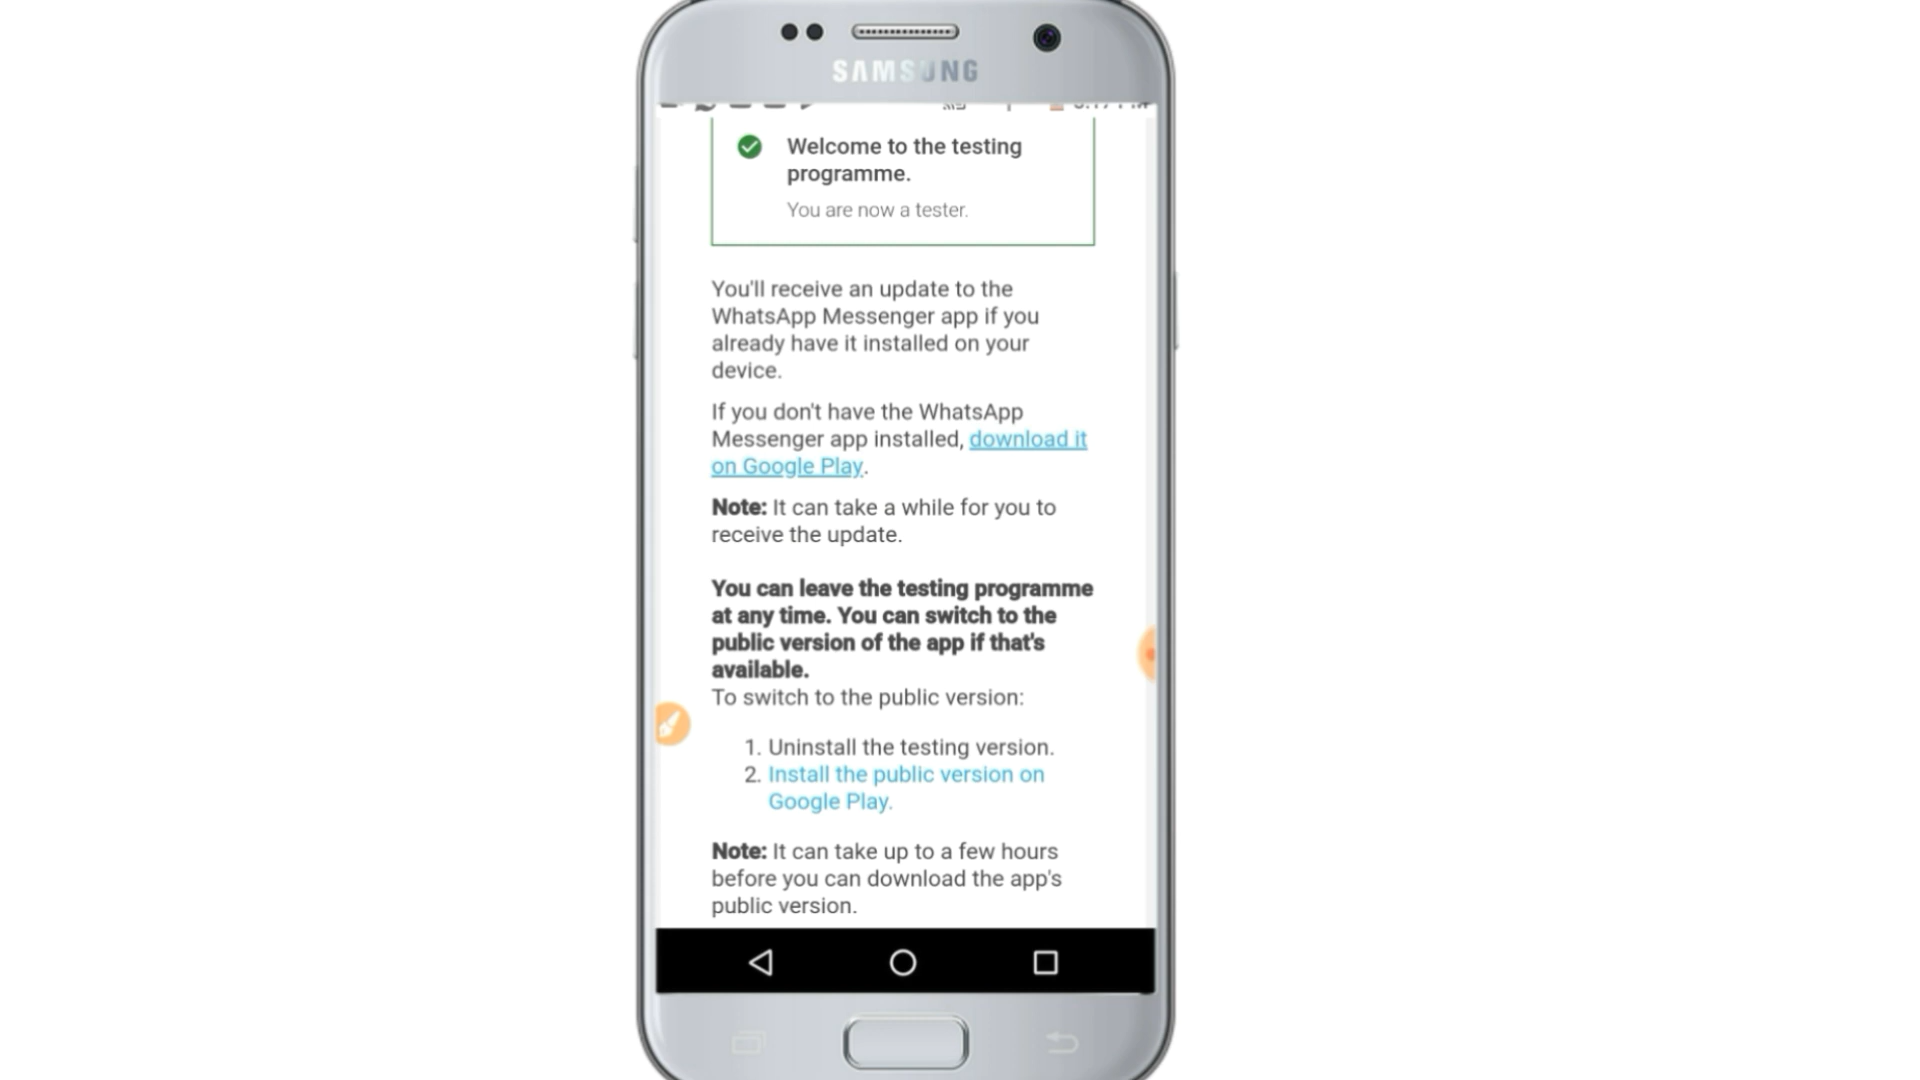 SAMSUNG
Welcome to the testing
programme.
You are now a tester.
You'll receive an update to the
WhatsApp Messenger app if you
already have it installed on your
device.
If you don't have the WhatsApp
Messenger app installed, download it
on Google Play.
Note: It can take a while for you to
receive the update.
You can leave the testing programme
at any time. You can switch to the
public version of the app if that's
available.
To switch to the public version:
1. Uninstall the testing version.
2. Install the public version on
Google Play.
Note: It can take up to a few hours
before you can download the app's
public version.